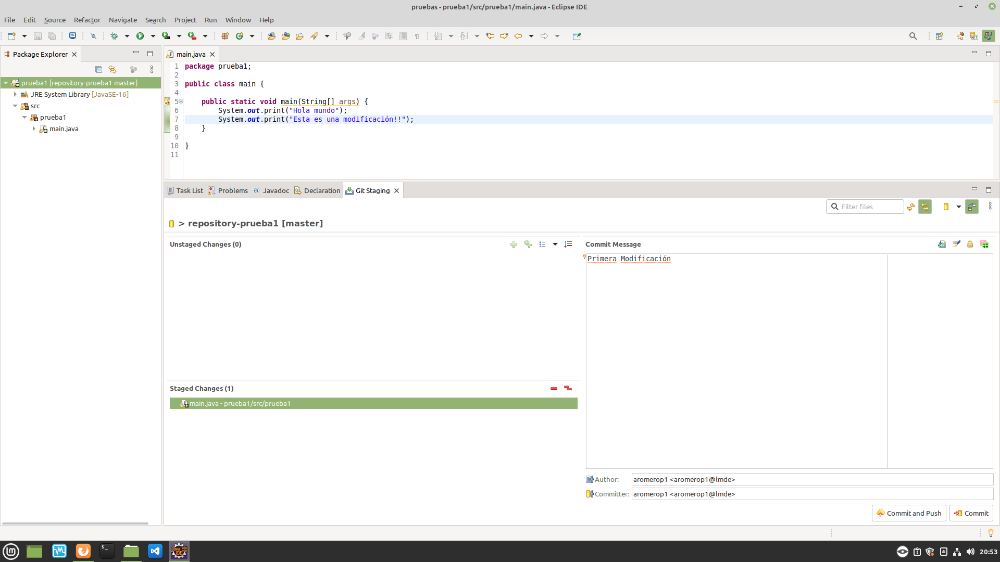 pruebas - prueba1/src/prueba1/main.java - Eclipse IDE
File Edit Source Refactor Navigate Search Project Run Window Help
Package Explorer
prueba1 [repository-prueba1 master]
JRE System Library [JavaSE-16]
src
prueba1
main.java
main.java
1 package prueba1;
2
3 public class main {
4
5 public static void main(String[] args) {
6 System.out.print("Hola mundo");
7 System.out.print("Esta es una modificación!!");
8 }
9
10 }
11
Task List Problems @ Javadoc Declaration Git Staging
Filter files
> repository-prueba1 [master]
Unstaged Changes (0)
Staged Changes (1)
main.java - prueba1/src/prueba1
Commit Message
Primera Modificación
Author: aromerop1 <aromerop1@lmde>
Committer: aromerop1 <aromerop1@lmde>
Commit and Push Commit
Java EE
IDE
20:53